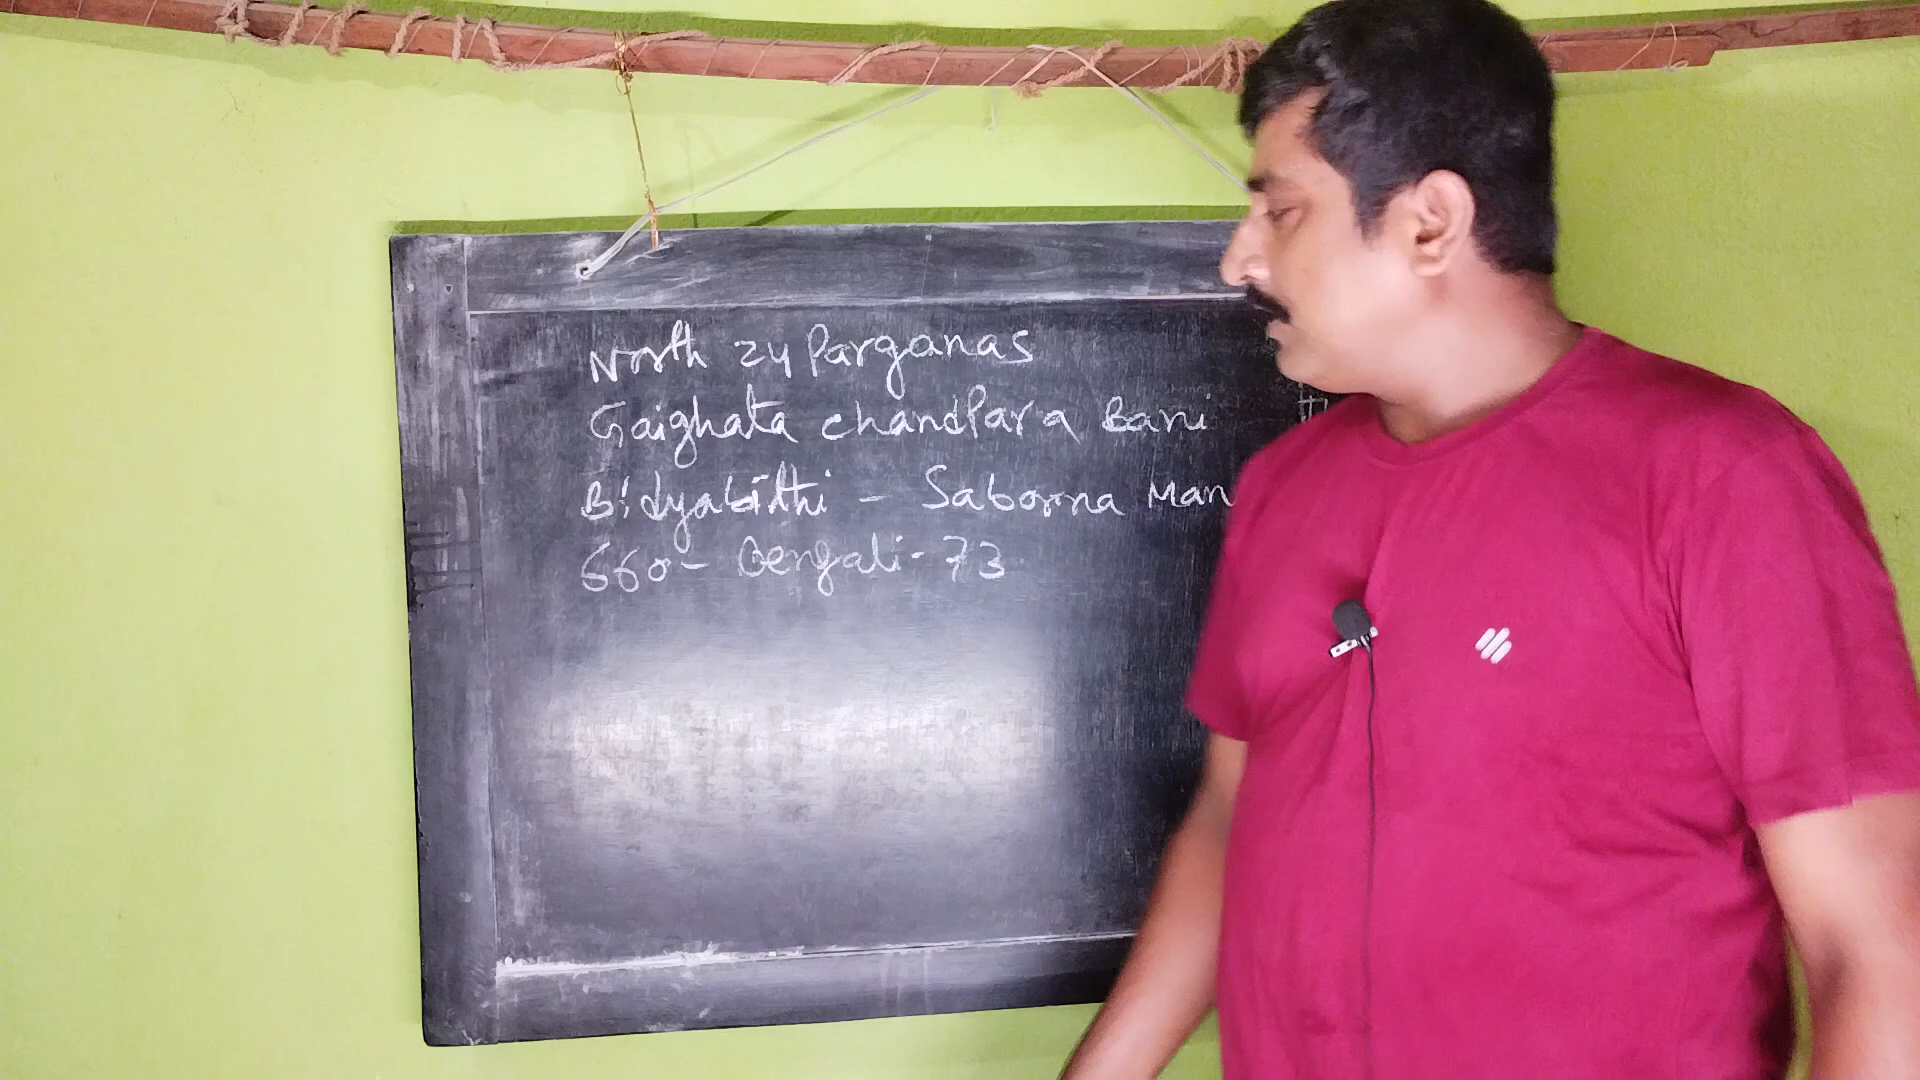 North 24 Parganas
Gaighata chandPara Bani
Bidyabithi - Saborna Man
560 - Bengali - 73